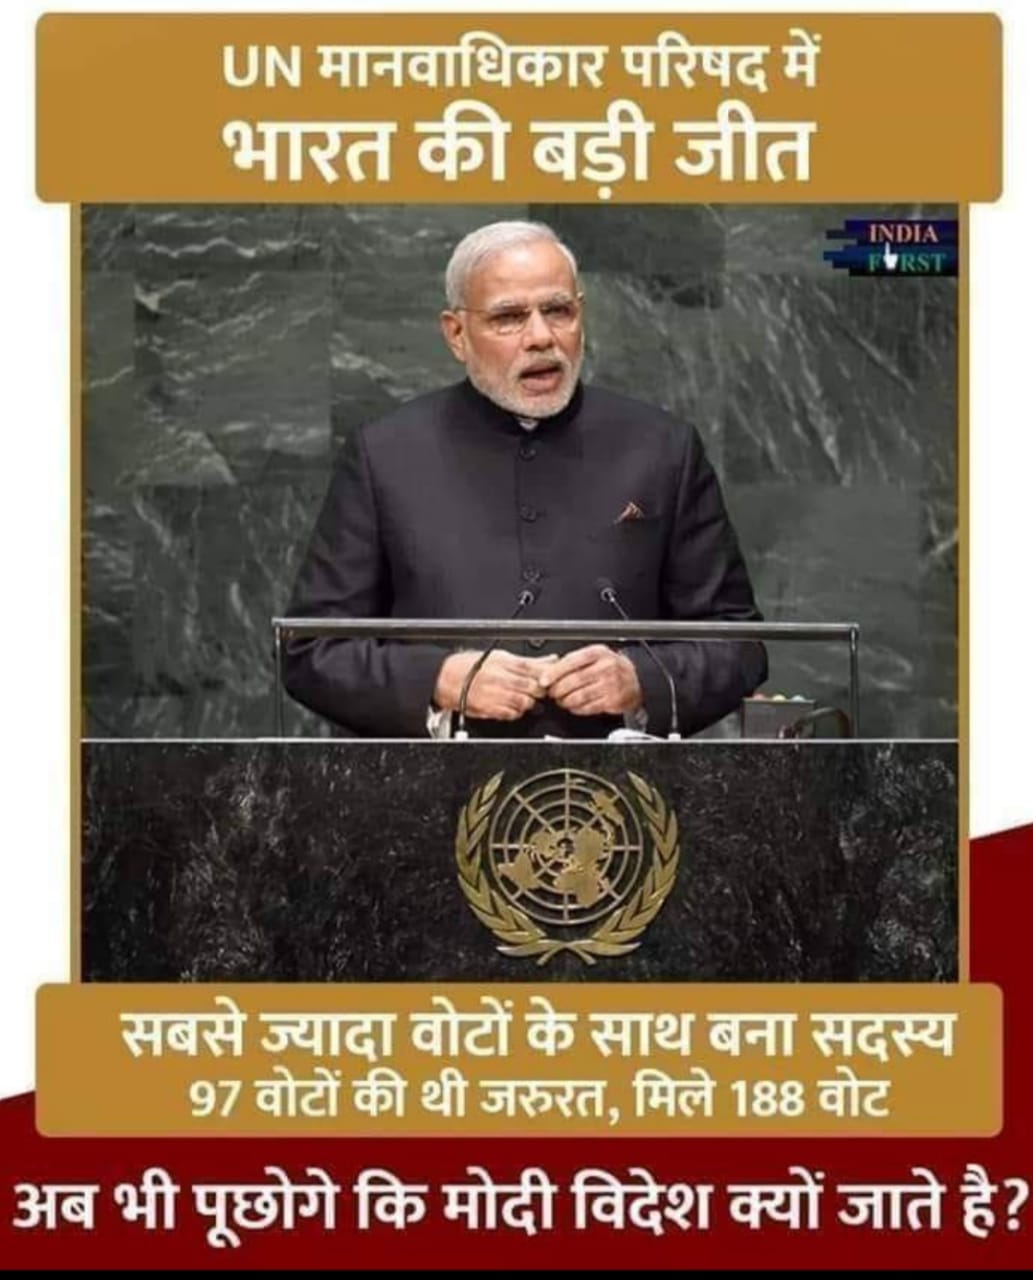 UN मानवाधिकार परिषद में
भारत की बड़ी जीत
INDIA
FIRST
सबसे ज्यादा वोटों के साथ बना सदस्य
97 वोटों की थी जरुरत, मिले 188 वोट
अब भी पूछोगे कि मोदी विदेश क्यों जाते है?